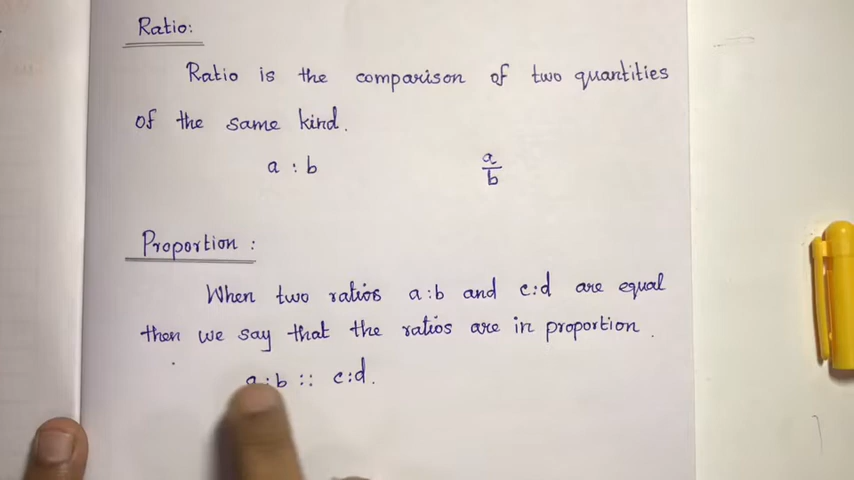 Ratio:
Ratio is the comparison of two quantities
of the same kind.
a : b a/b
Proportion :
When two ratios a:b and c:d are equal
then we say that the ratios are in proportion.
a:b :: c:d.